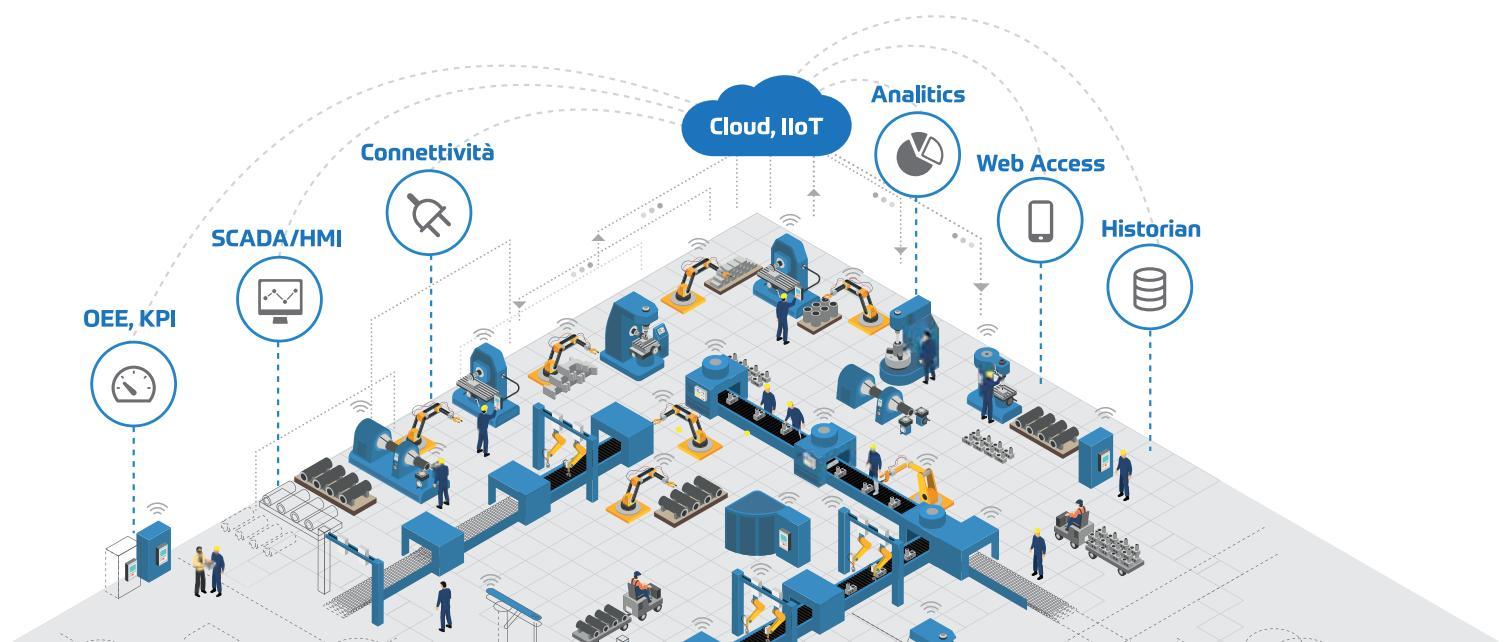 Cloud, IIoT
Analitics
Connettività
Web Access
SCADA/HMI
Historian
OEE, KPI